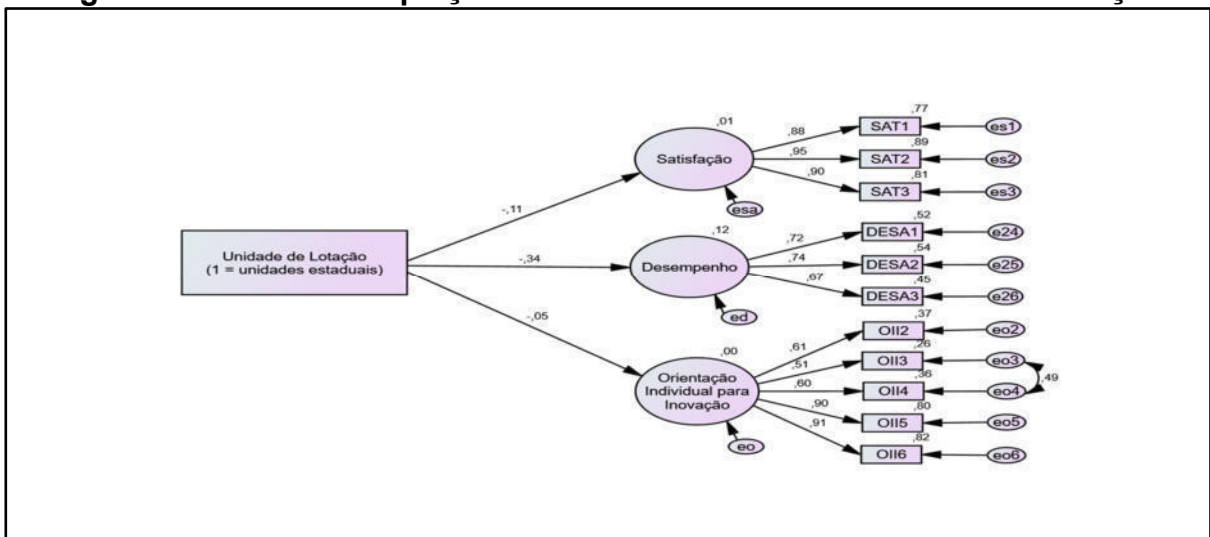 Unidade de Lotação
(1 = unidades estaduais)
-,11
-,34
-,05
,01
Satisfação
esa
,88
,95
,90
,77
SAT1
es1
,89
SAT2
es2
,81
SAT3
es3
,12
Desempenho
ed
,72
,74
,67
,52
DESA1
e24
,54
DESA2
e25
,45
DESA3
e26
,00
Orientação
Individual para
Inovação
eo
,61
,51
,60
,90
,91
,37
OII2
eo2
,26
OII3
eo3
,36
OII4
eo4
,49
,80
OII5
eo5
,82
OII6
eo6